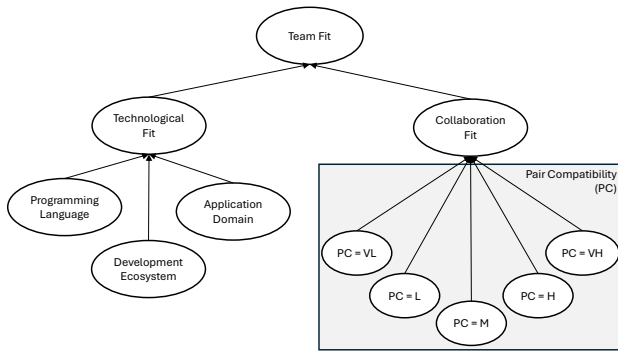 Team Fit
Technological
Fit
Collaboration
Fit
Pair Compatibility
(PC)
Programming
Language
Application
Domain
Development
Ecosystem
PC = VL
PC = VH
PC = L
PC = H
PC = M